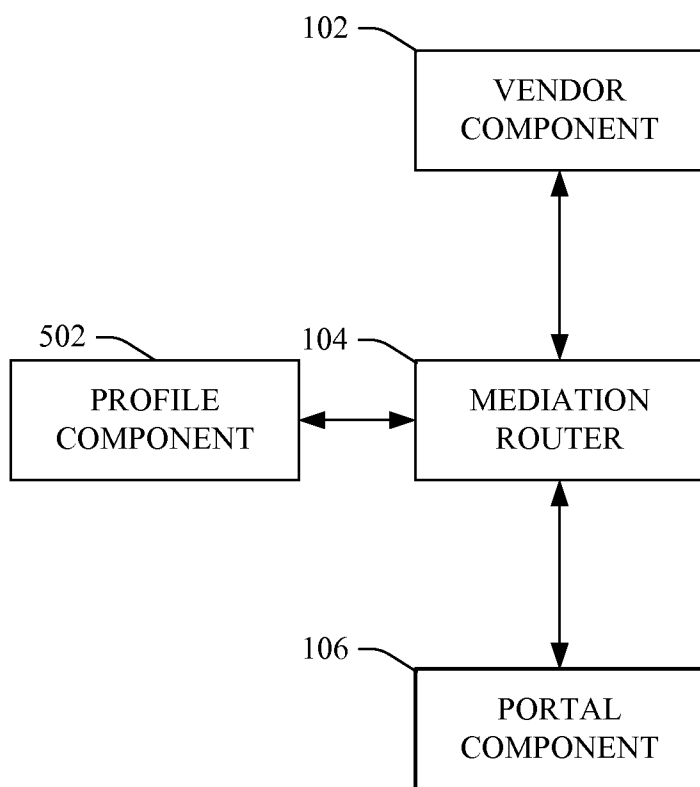 102
VENDOR
COMPONENT
502
PROFILE
COMPONENT
104
MEDIATION
ROUTER
106
PORTAL
COMPONENT